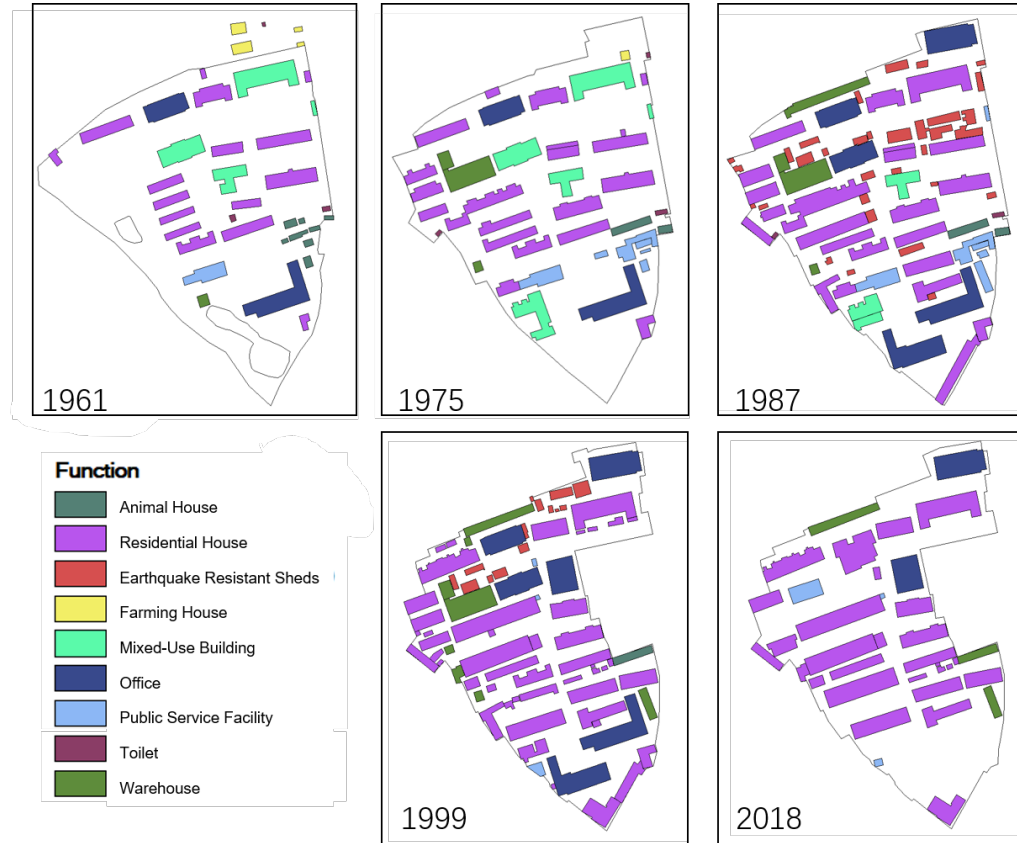 1961
1975
1987
Function
Animal House
Residential House
Earthquake Resistant Sheds
Farming House
Mixed-Use Building
Office
Public Service Facility
Toilet
Warehouse
1999
2018